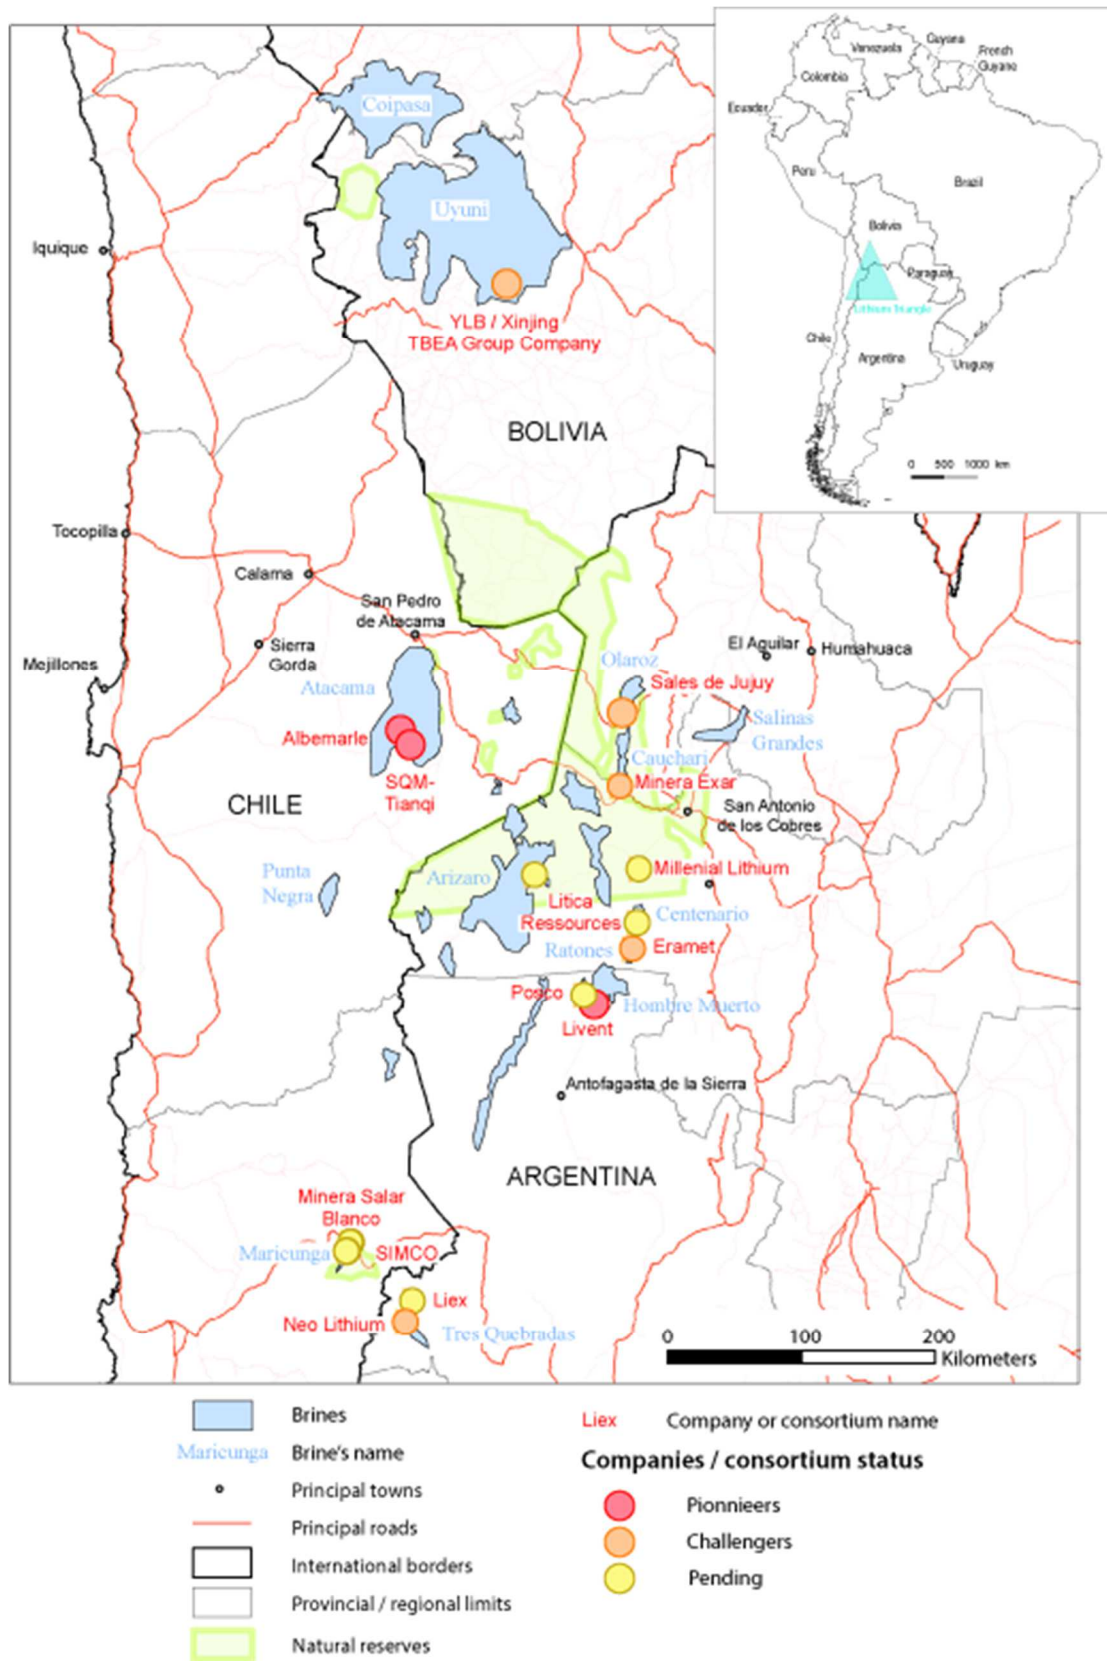 Venezuela
Guyana
French
Guyane
Colombia
Ecuador
Peru
Brazil
Bolivia
Paraguay
Lithium Triangle
Chile
Argentina
Uruguay
0 500 1000 km
Coipasa
Uyuni
Iquique
YLB / Xinjing
TBEA Group Company
BOLIVIA
Tocopilla
Calama
San Pedro
de Atacama
Sierra
Gorda
Mejillones
El Aguilar
Humahuaca
Olaroz
Sales de Jujuy
Atacama
Salinas
Grandes
Albemarle
Cauchari
SQM-
Tianqi
Minera Exar
CHILE
San Antonio
de los Cobres
Punta
Negra
Arizaro
Millenial Lithium
Litica
Ressources
Centenario
Ratones
Eramet
Posco
Hombre Muerto
Livent
Antofagasta de la Sierra
ARGENTINA
Minera Salar
Blanco
Maricunga
SIMCO
Liex
Neo Lithium
Tres Quebradas
0 100 200
Kilometers
Brines
Maricunga Brine's name
Principal towns
Principal roads
International borders
Provincial / regional limits
Natural reserves
Liex Company or consortium name
Companies / consortium status
Pionnieers
Challengers
Pending